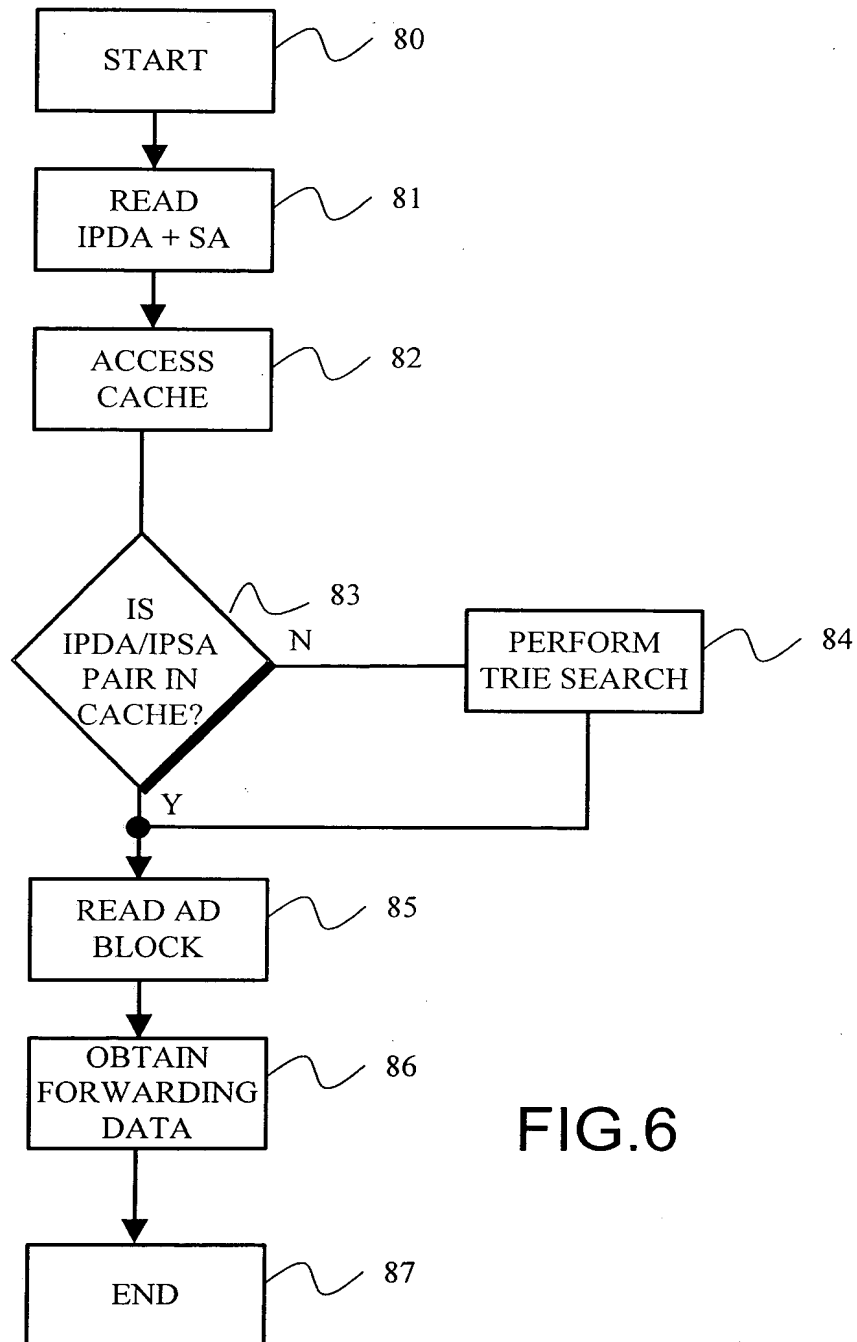 START
80
READ
IPDA + SA
81
ACCESS
CACHE
82
IS
IPDA/IPSA
PAIR IN
CACHE?
83
N
PERFORM
TRIE SEARCH
84
Y
READ AD
BLOCK
85
OBTAIN
FORWARDING
DATA
86
FIG.6
END
87